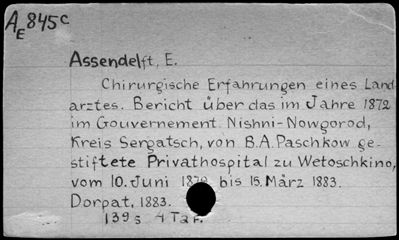 A E 845c
Assendelft, E.
Chirurgische Erfahrungen eines Land-
arztes. Bericht über das im Jahre 1872
im Gouvernement Nishni-Nowgorod,
Kreis Sergatsch, von B.A. Paschkow ge-
stiftete Privathospital zu Wetoschkino,
vom 10. Juni 1872 bis 15. März 1883.
Dorpat, 1883.
139 S 4 Taf.